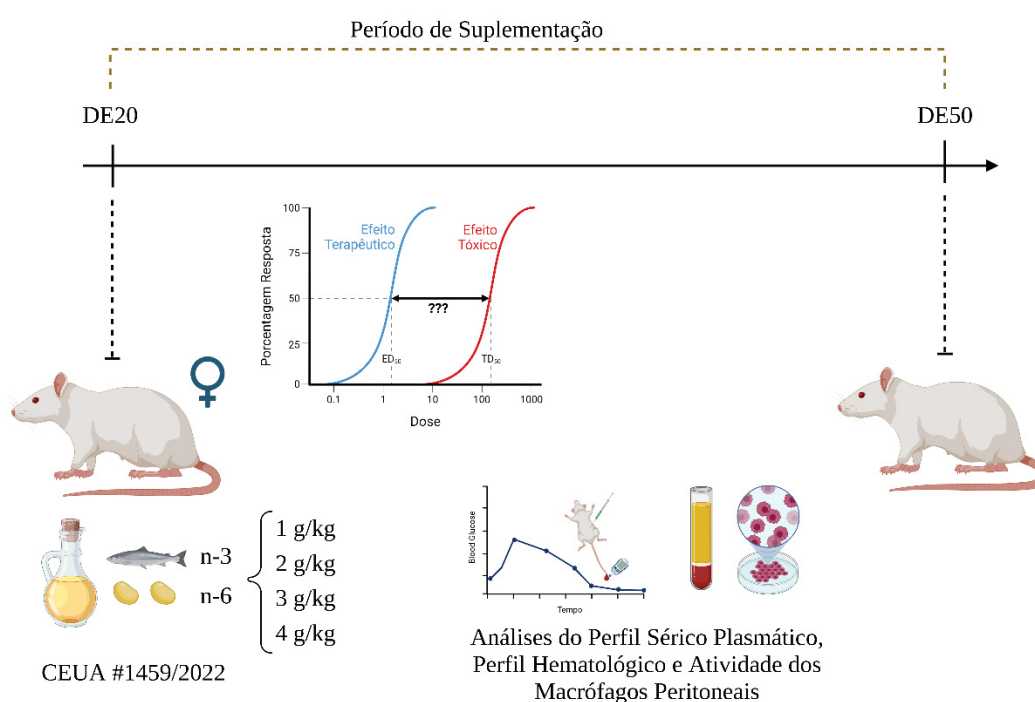 Período de Suplementação
DE20
DE50
Porcentagem Resposta
100
75
50
25
0
Efeito
Terapêutico
Efeito
Tóxico
???
ED50
TD50
0.1
1
10
100
1000
Dose
n-3
n-6
1 g/kg
2 g/kg
3 g/kg
4 g/kg
CEUA #1459/2022
Blood Glucose
Tempo
Análises do Perfil Sérico Plasmático,
Perfil Hematológico e Atividade dos
Macrófagos Peritoneais